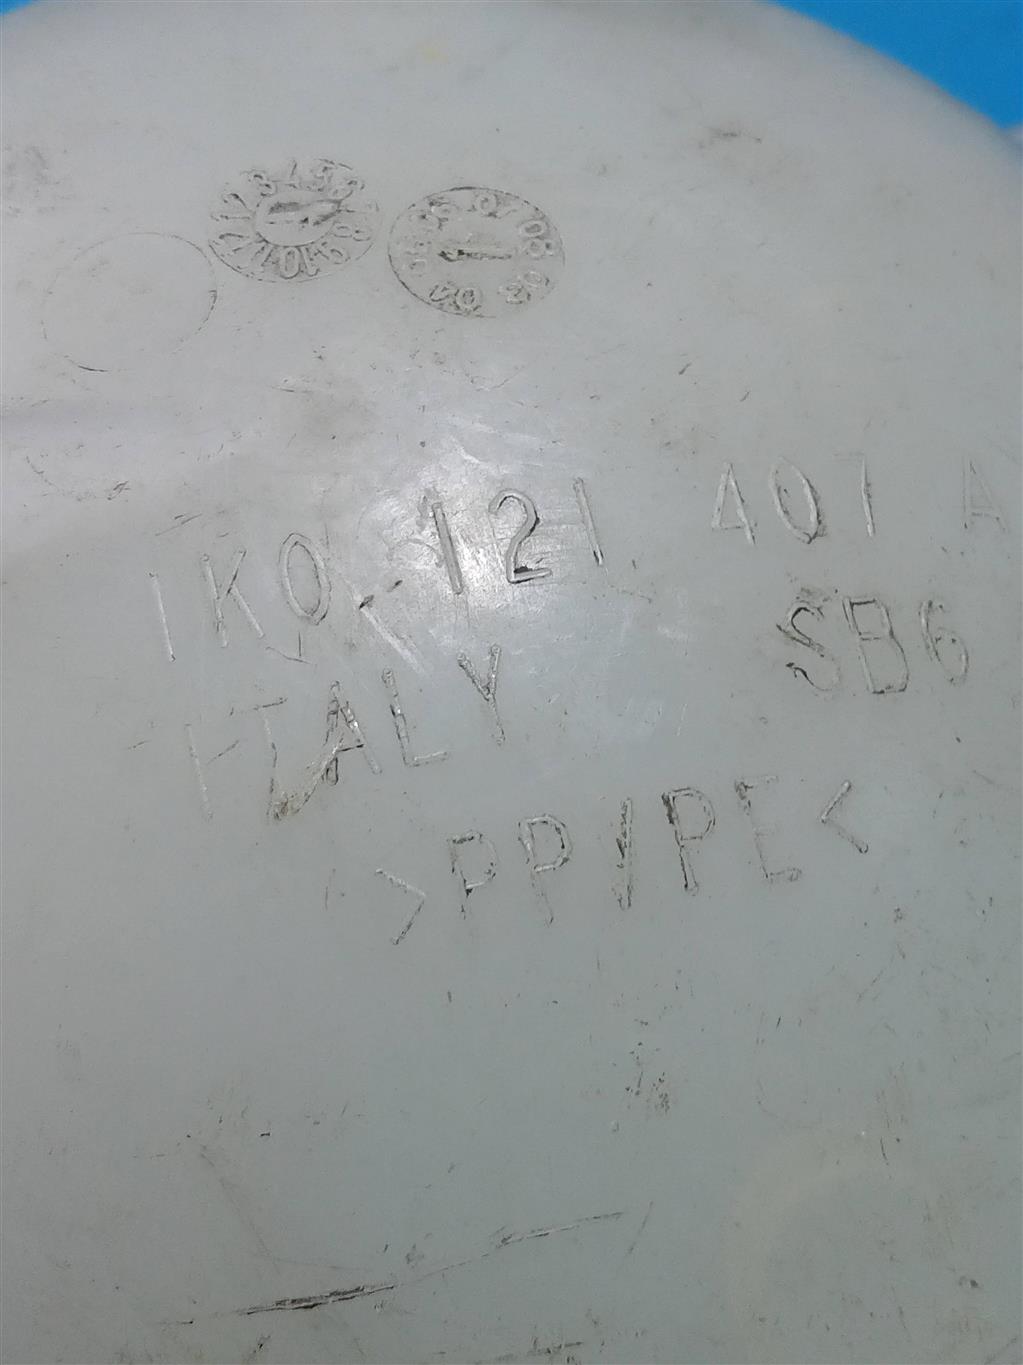 1K0 121 407 A
ITALY SB6
>PP/PE<